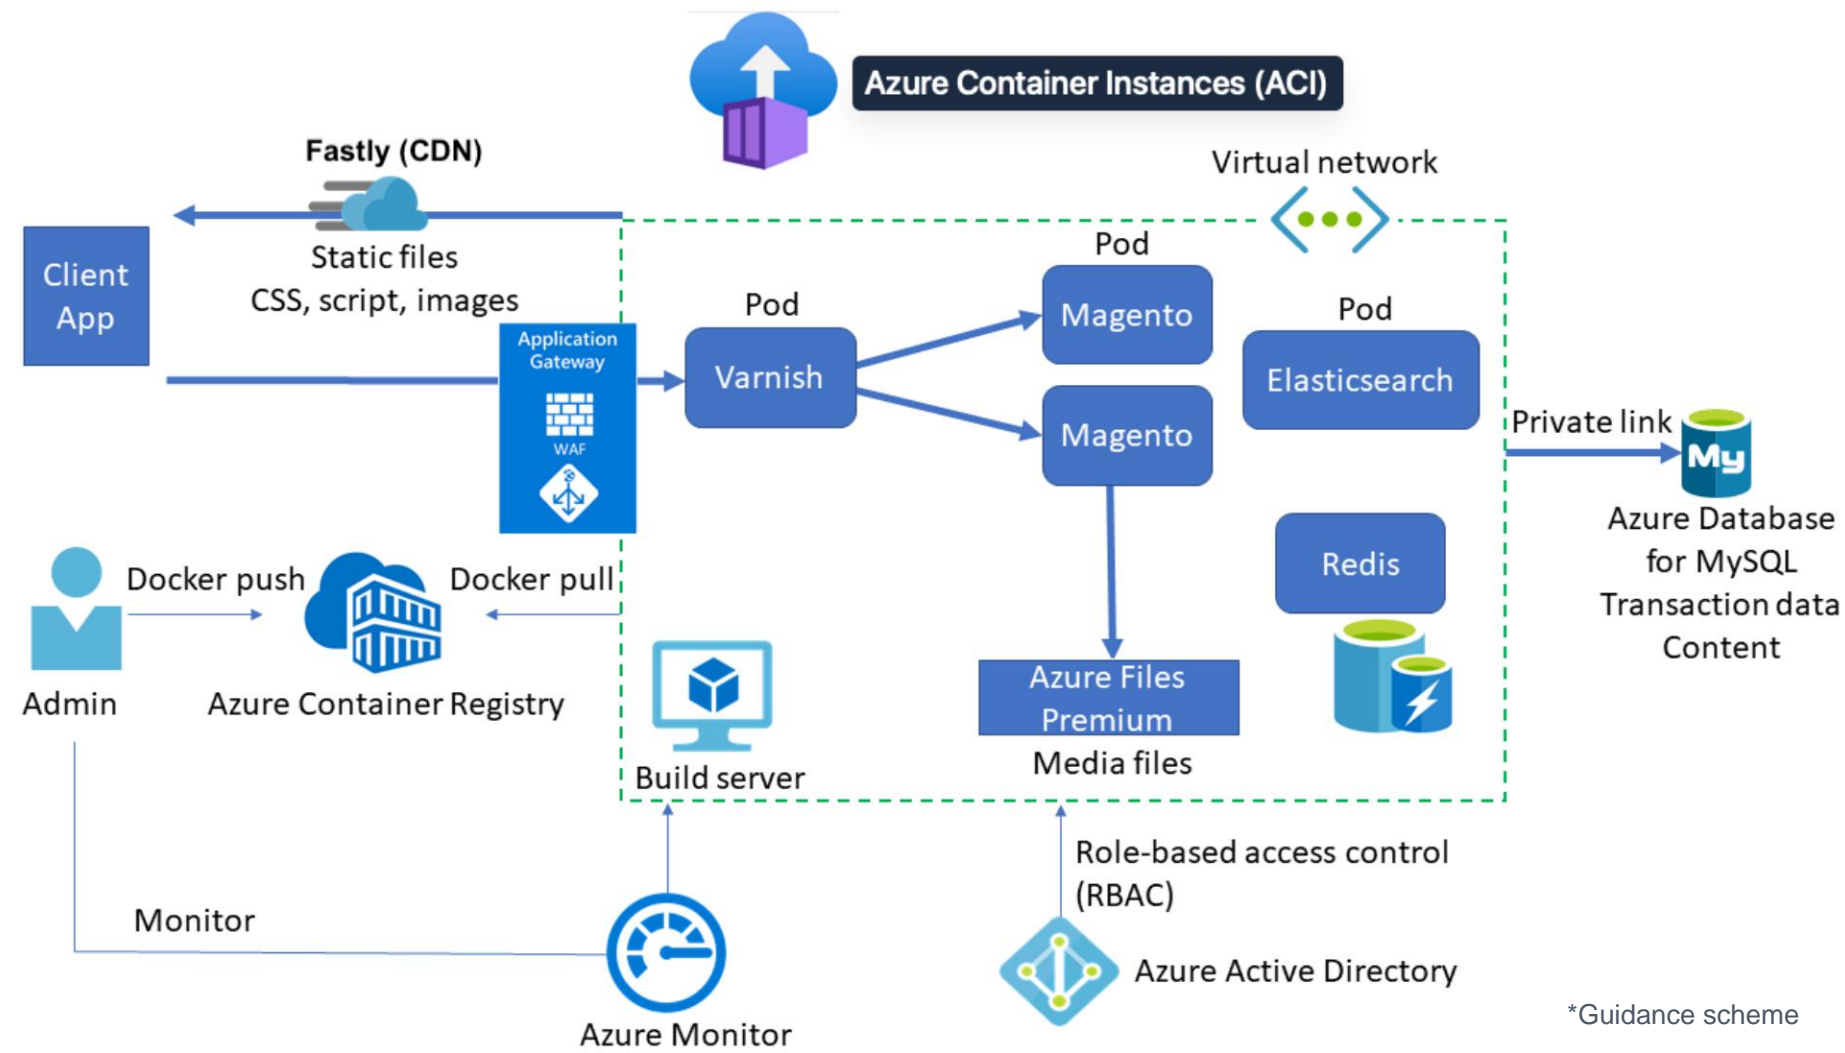 Azure Container Instances (ACI)
Fastly (CDN)
Virtual network
Static files
CSS, script, images
Client
App
Application
Gateway
WAF
Pod
Varnish
Pod
Magento
Magento
Pod
Elasticsearch
Private link
My
Azure Database
for MySQL
Transaction data
Content
Redis
Docker push
Docker pull
Admin
Azure Container Registry
Build server
Azure Files
Premium
Media files
Monitor
Role-based access control
(RBAC)
Azure Active Directory
Azure Monitor
*Guidance scheme